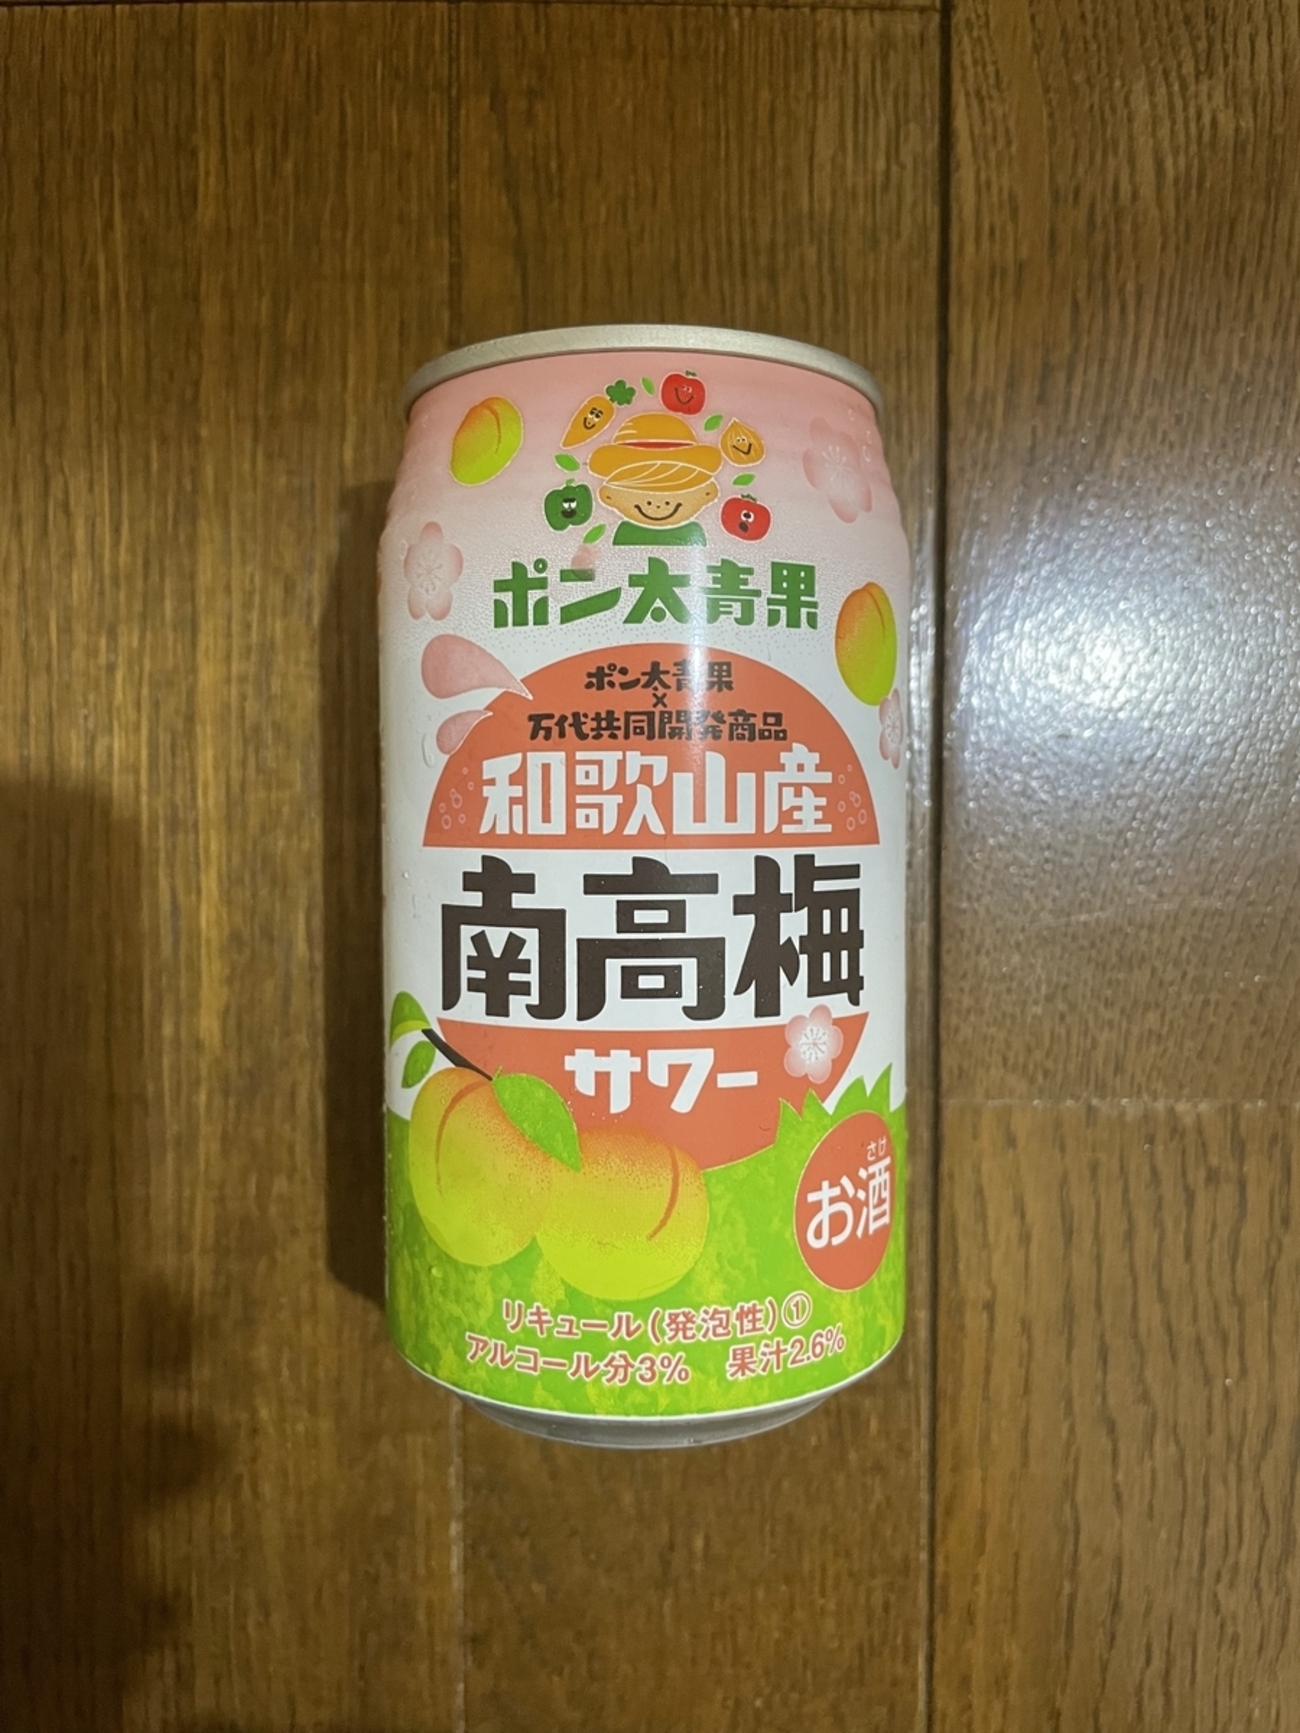 ポン太青果
ポン太青果
×
万代共同開発商品
和歌山産
南高梅
サワー
さけ
お酒
リキュール(発泡性)①
アルコール分3% 果汁2.6%